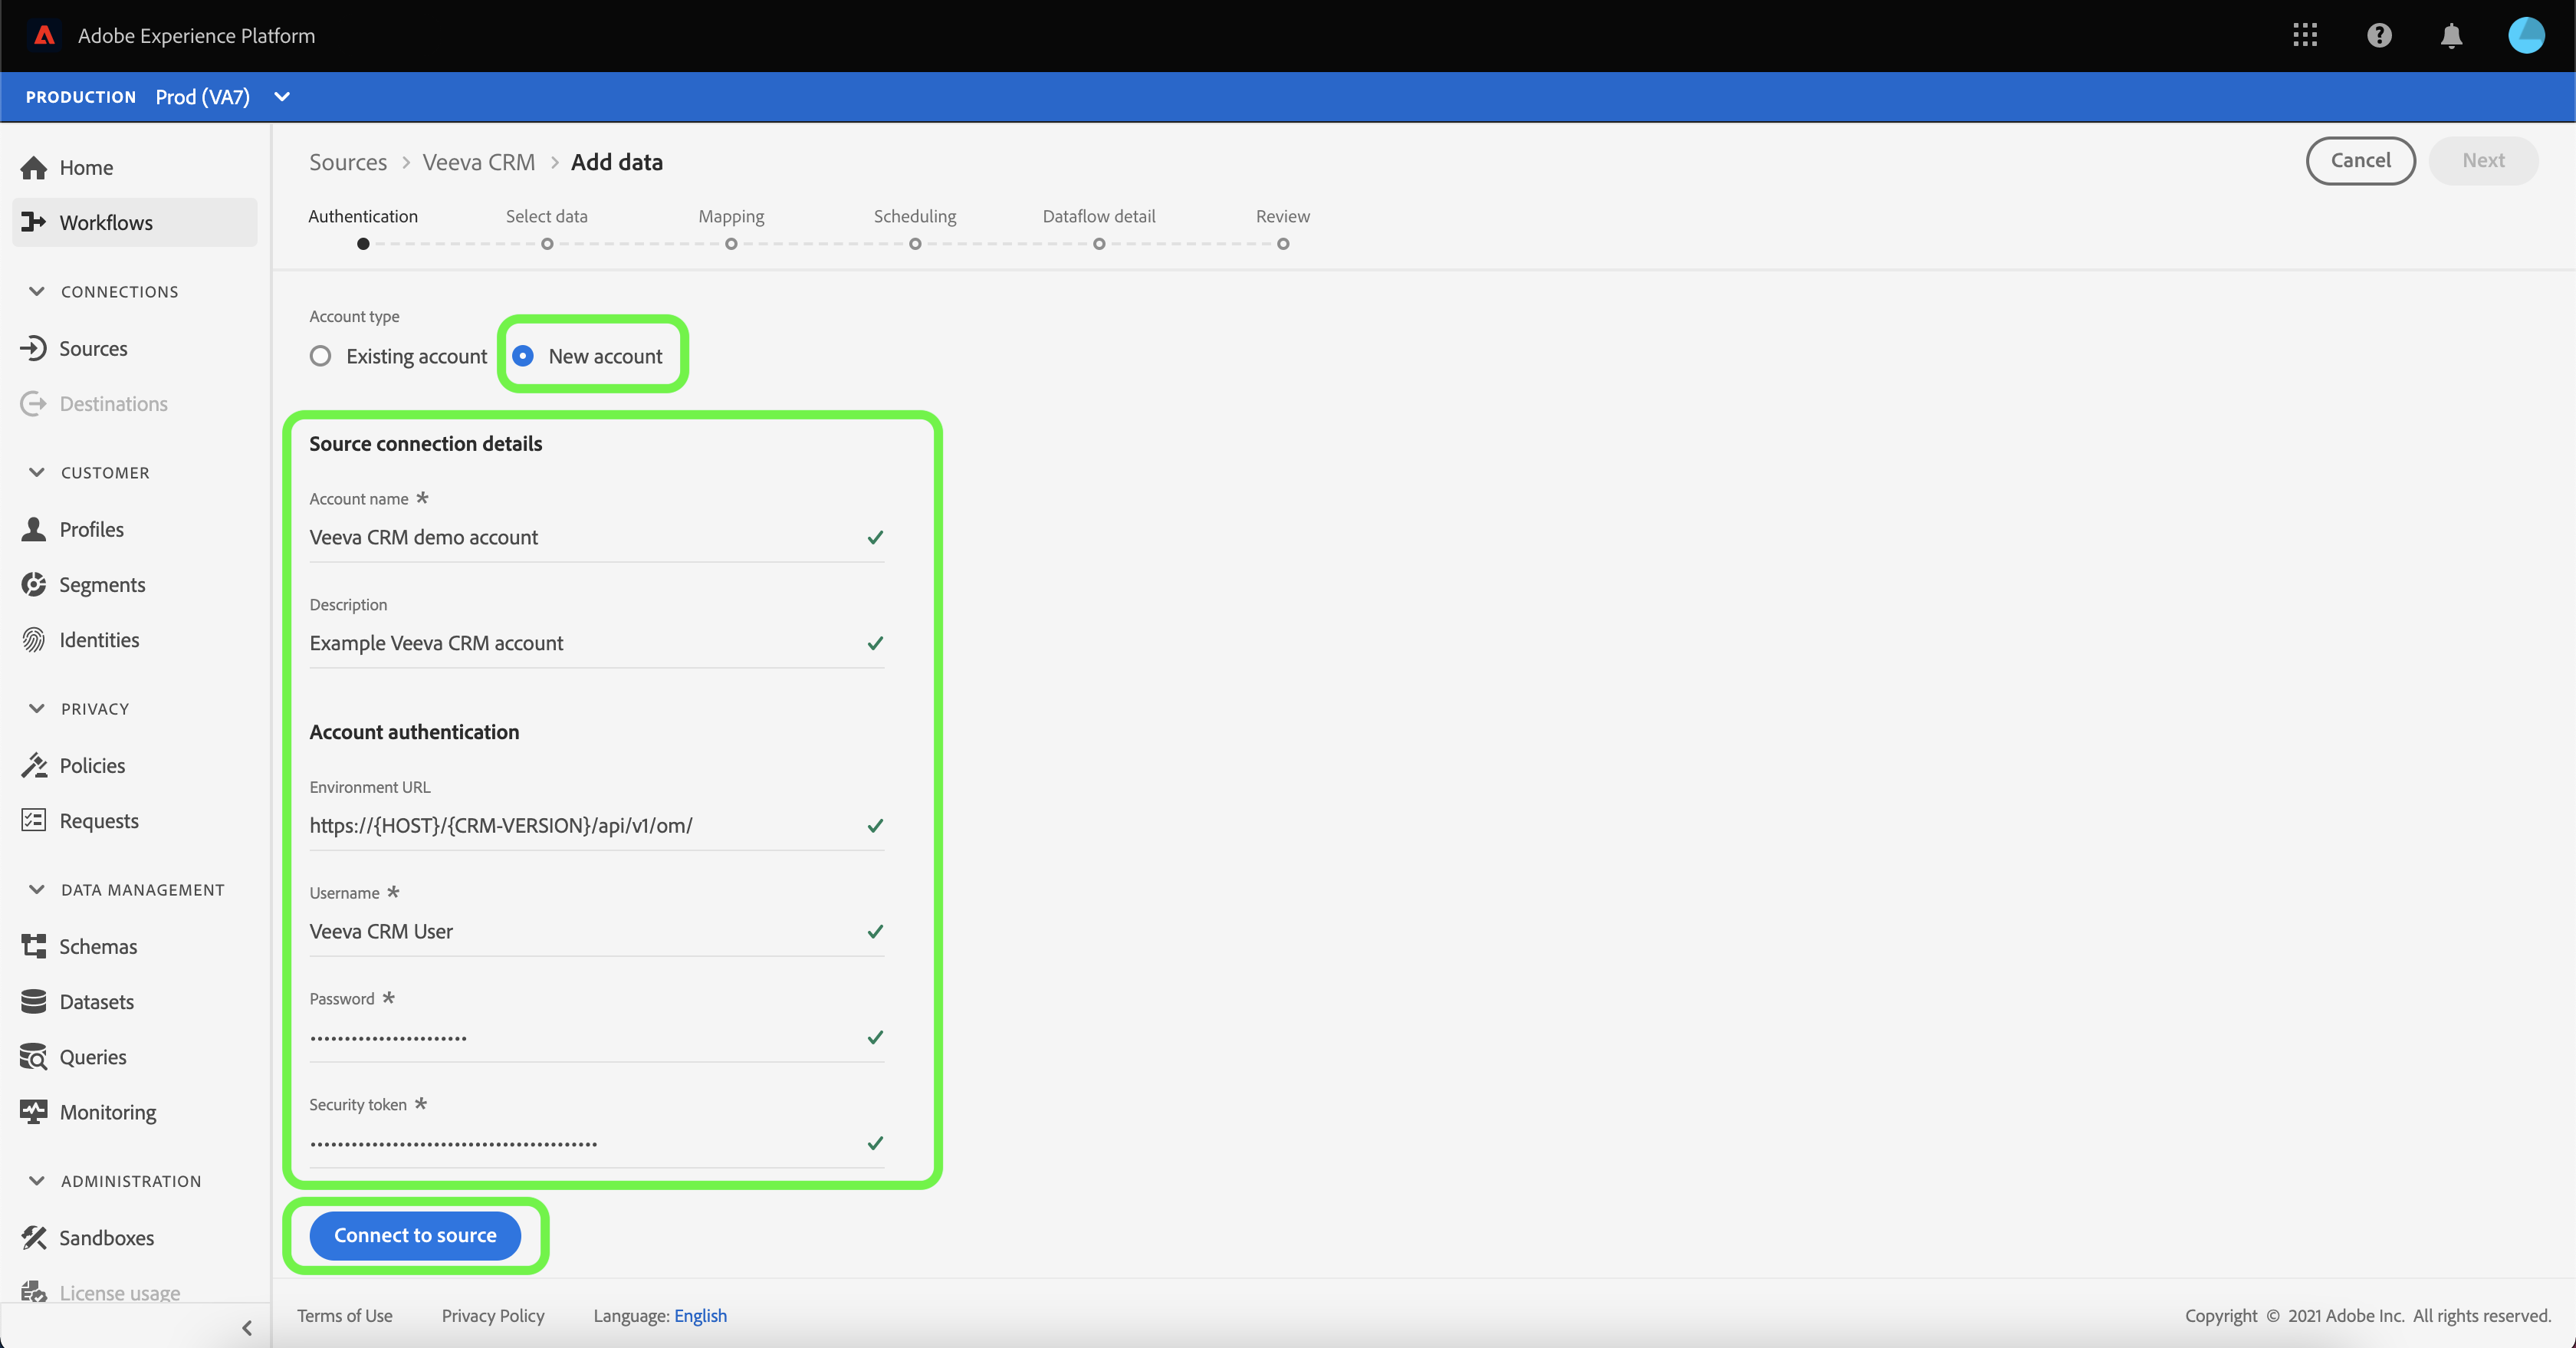 Adobe Experience Platform
PRODUCTION Prod (VA7)
Home
Workflows
CONNECTIONS
Sources
Destinations
CUSTOMER
Profiles
Segments
Identities
PRIVACY
Policies
Requests
DATA MANAGEMENT
Schemas
Datasets
Queries
Monitoring
ADMINISTRATION
Sandboxes
License usage
Sources > Veeva CRM > Add data
Cancel Next
Authentication Select data Mapping Scheduling Dataflow detail Review
Account type
Existing account New account
Source connection details
Account name *
Veeva CRM demo account
Description
Example Veeva CRM account
Account authentication
Environment URL
https://{HOST}/{CRM-VERSION}/api/v1/om/
Username *
Veeva CRM User
Password *
Security token *
Connect to source
Terms of Use Privacy Policy Language: English
Copyright © 2021 Adobe Inc. All rights reserved.